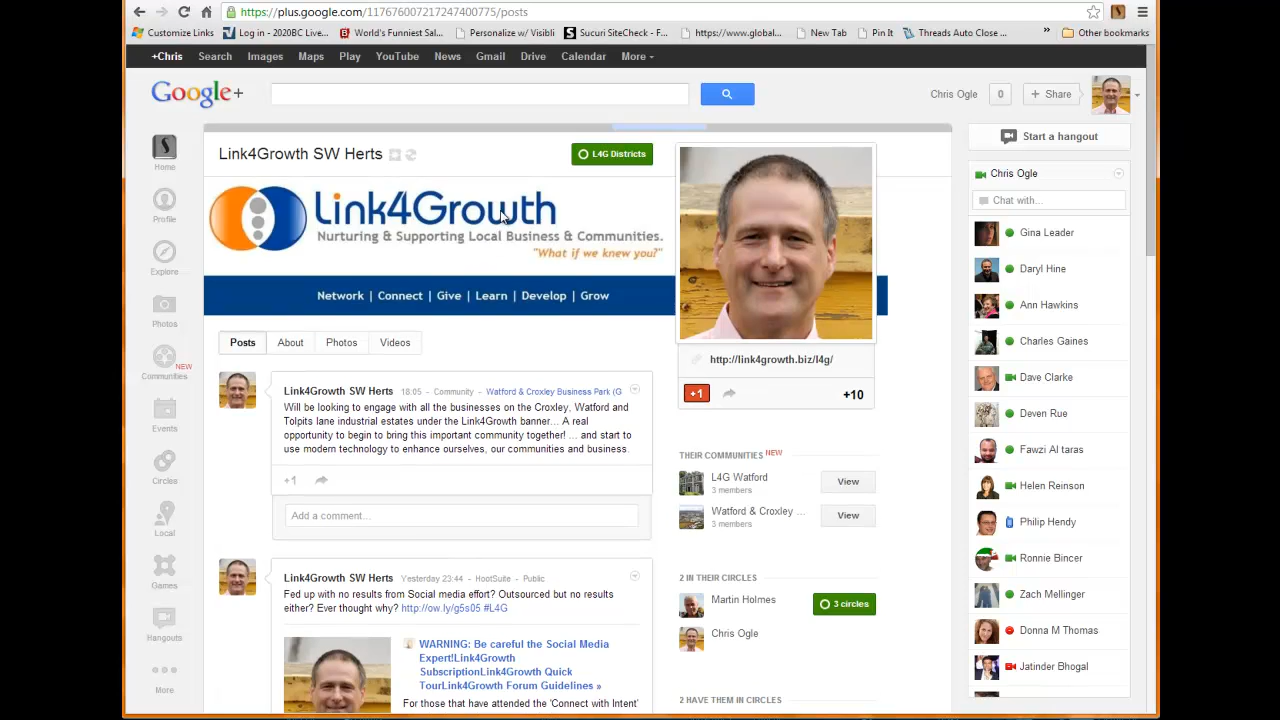 https://plus.google.com/117676007217247400775/posts
Customize Links
Log in - 2020BC Live...
World's Funniest Sal...
Personalize w/ Visibli
Sucuri SiteCheck - F...
https://www.global...
New Tab
Pin It
Threads Auto Close ...
»
Other bookmarks
+Chris Search Images Maps Play YouTube News Gmail Drive Calendar More
Google+
Chris Ogle
0
+ Share
Home
Profile
Explore
Photos
NEW
Communities
Events
Circles
Local
Games
Hangouts
More
Link4Growth SW Herts
L4G Districts
Link4Growth
Nurturing & Supporting Local Business & Communities.
"What if we knew you?"
Network | Connect | Give | Learn | Develop | Grow
Posts About Photos Videos
Link4Growth SW Herts 18:05 - Community - Watford & Croxley Business Park (G
Will be looking to engage with all the businesses on the Croxley, Watford and
Tolpits lane industrial estates under the Link4Growth banner... A real
opportunity to begin to bring this important community together! ... and start to
use modern technology to enhance ourselves, our communities and business.
+1
Add a comment...
Link4Growth SW Herts Yesterday 23:44 - HootSuite - Public
Fed up with no results from Social media effort? Outsourced but no results
either? Ever thought why? http://ow.ly/g5s05 #L4G
WARNING: Be careful the Social Media
Expert!Link4Growth
SubscriptionLink4Growth Quick
TourLink4Growth Forum Guidelines »
For those that have attended the 'Connect with Intent'
http://link4growth.biz/l4g/
+1
+10
THEIR COMMUNITIES NEW
L4G Watford
3 members
View
Watford & Croxley ...
3 members
View
2 IN THEIR CIRCLES
Martin Holmes
3 circles
Chris Ogle
2 HAVE THEM IN CIRCLES
Start a hangout
Chris Ogle
Chat with...
Gina Leader
Daryl Hine
Ann Hawkins
Charles Gaines
Dave Clarke
Deven Rue
Fawzi Al taras
Helen Reinson
Philip Hendy
Ronnie Bincer
Zach Mellinger
Donna M Thomas
Jatinder Bhogal